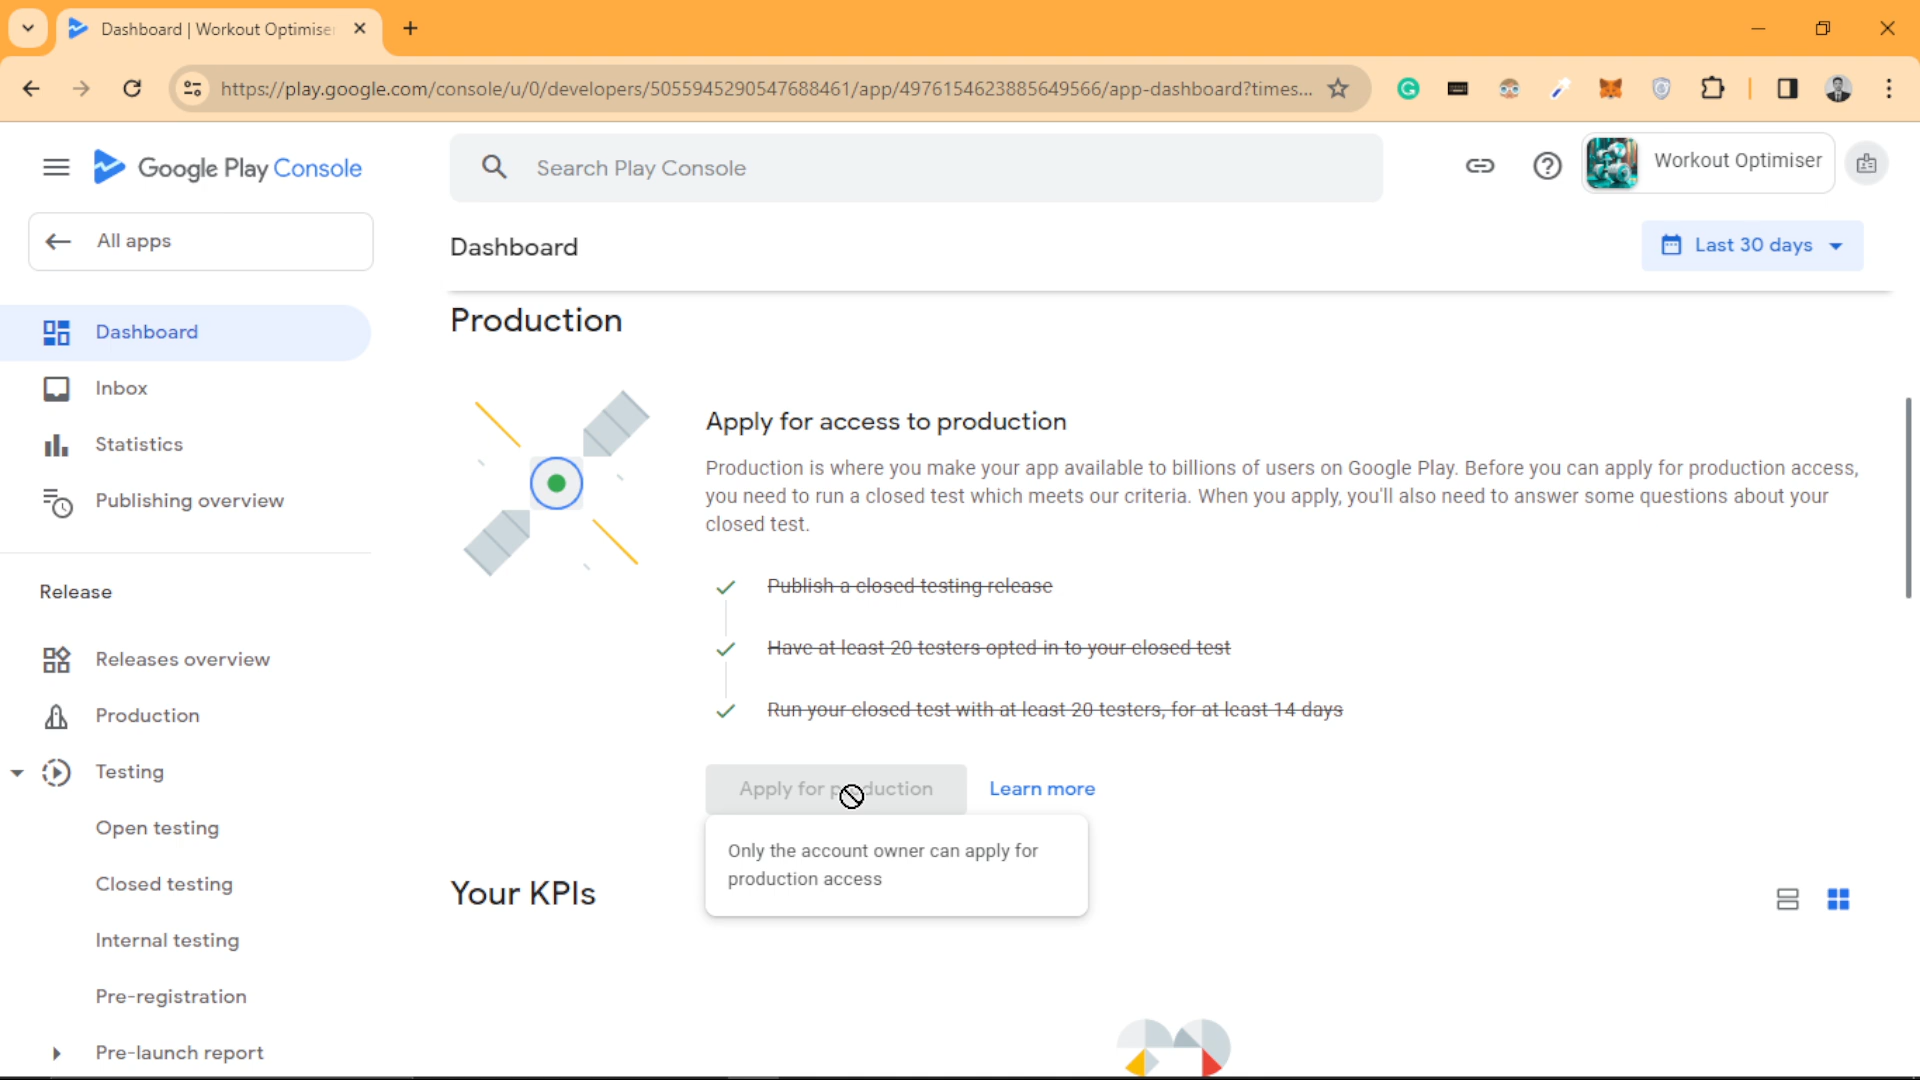 Dashboard | Workout Optimise
https://play.google.com/console/u/0/developers/5055945290547688461/app/4976154623885649566/app-dashboard?times...
Google Play Console
Search Play Console
Workout Optimiser
All apps
Dashboard
Last 30 days
Dashboard
Inbox
Statistics
Publishing overview
Release
Releases overview
Production
Testing
Open testing
Closed testing
Internal testing
Pre-registration
Pre-launch report
Production
Apply for access to production
Production is where you make your app available to billions of users on Google Play. Before you can apply for production access,
you need to run a closed test which meets our criteria. When you apply, you'll also need to answer some questions about your
closed test.
Publish a closed testing release
Have at least 20 testers opted in to your closed test
Run your closed test with at least 20 testers, for at least 14 days
Apply for production
Learn more
Only the account owner can apply for
production access
Your KPIs